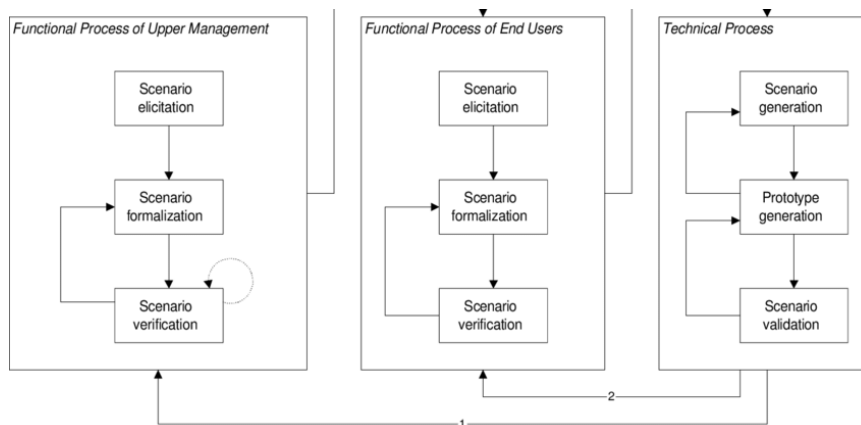 Functional Process of Upper Management
Scenario
elicitation
Scenario
formalization
Scenario
verification
Functional Process of End Users
Scenario
elicitation
Scenario
formalization
Scenario
verification
Technical Process
Scenario
generation
Prototype
generation
Scenario
validation
2
1